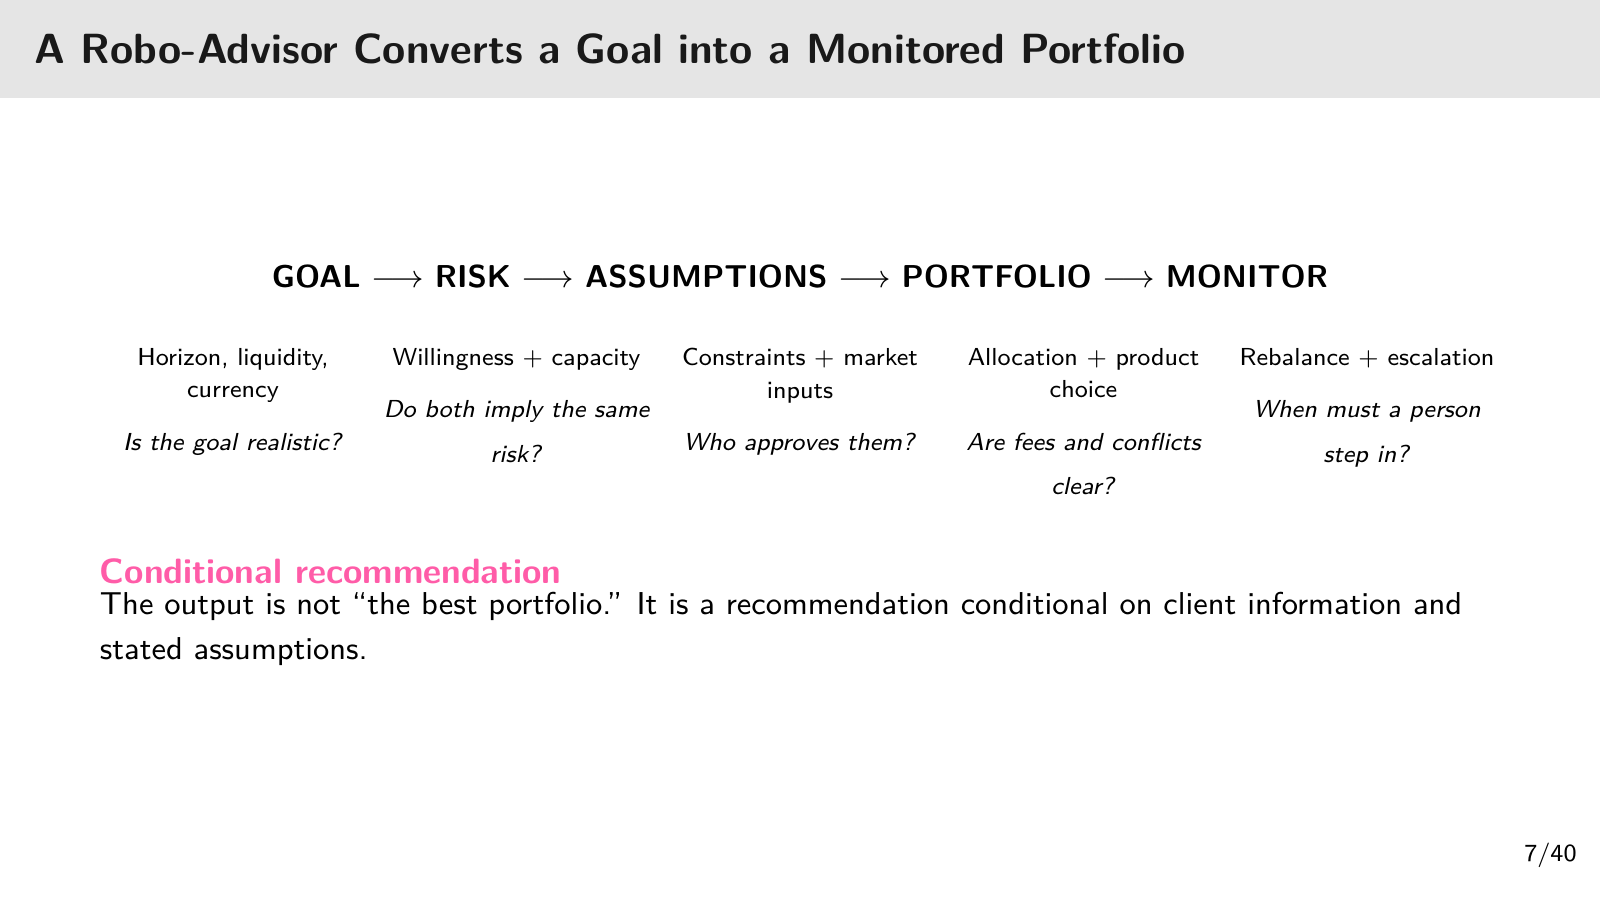 A Robo-Advisor Converts a Goal into a Monitored Portfolio
GOAL → RISK → ASSUMPTIONS → PORTFOLIO → MONITOR
Horizon, liquidity,
currency
Is the goal realistic?
Willingness + capacity
Do both imply the same
risk?
Constraints + market
inputs
Who approves them?
Allocation + product
choice
Are fees and conflicts
clear?
Rebalance + escalation
When must a person
step in?
Conditional recommendation
The output is not “the best portfolio.” It is a recommendation conditional on client information and
stated assumptions.
7/40